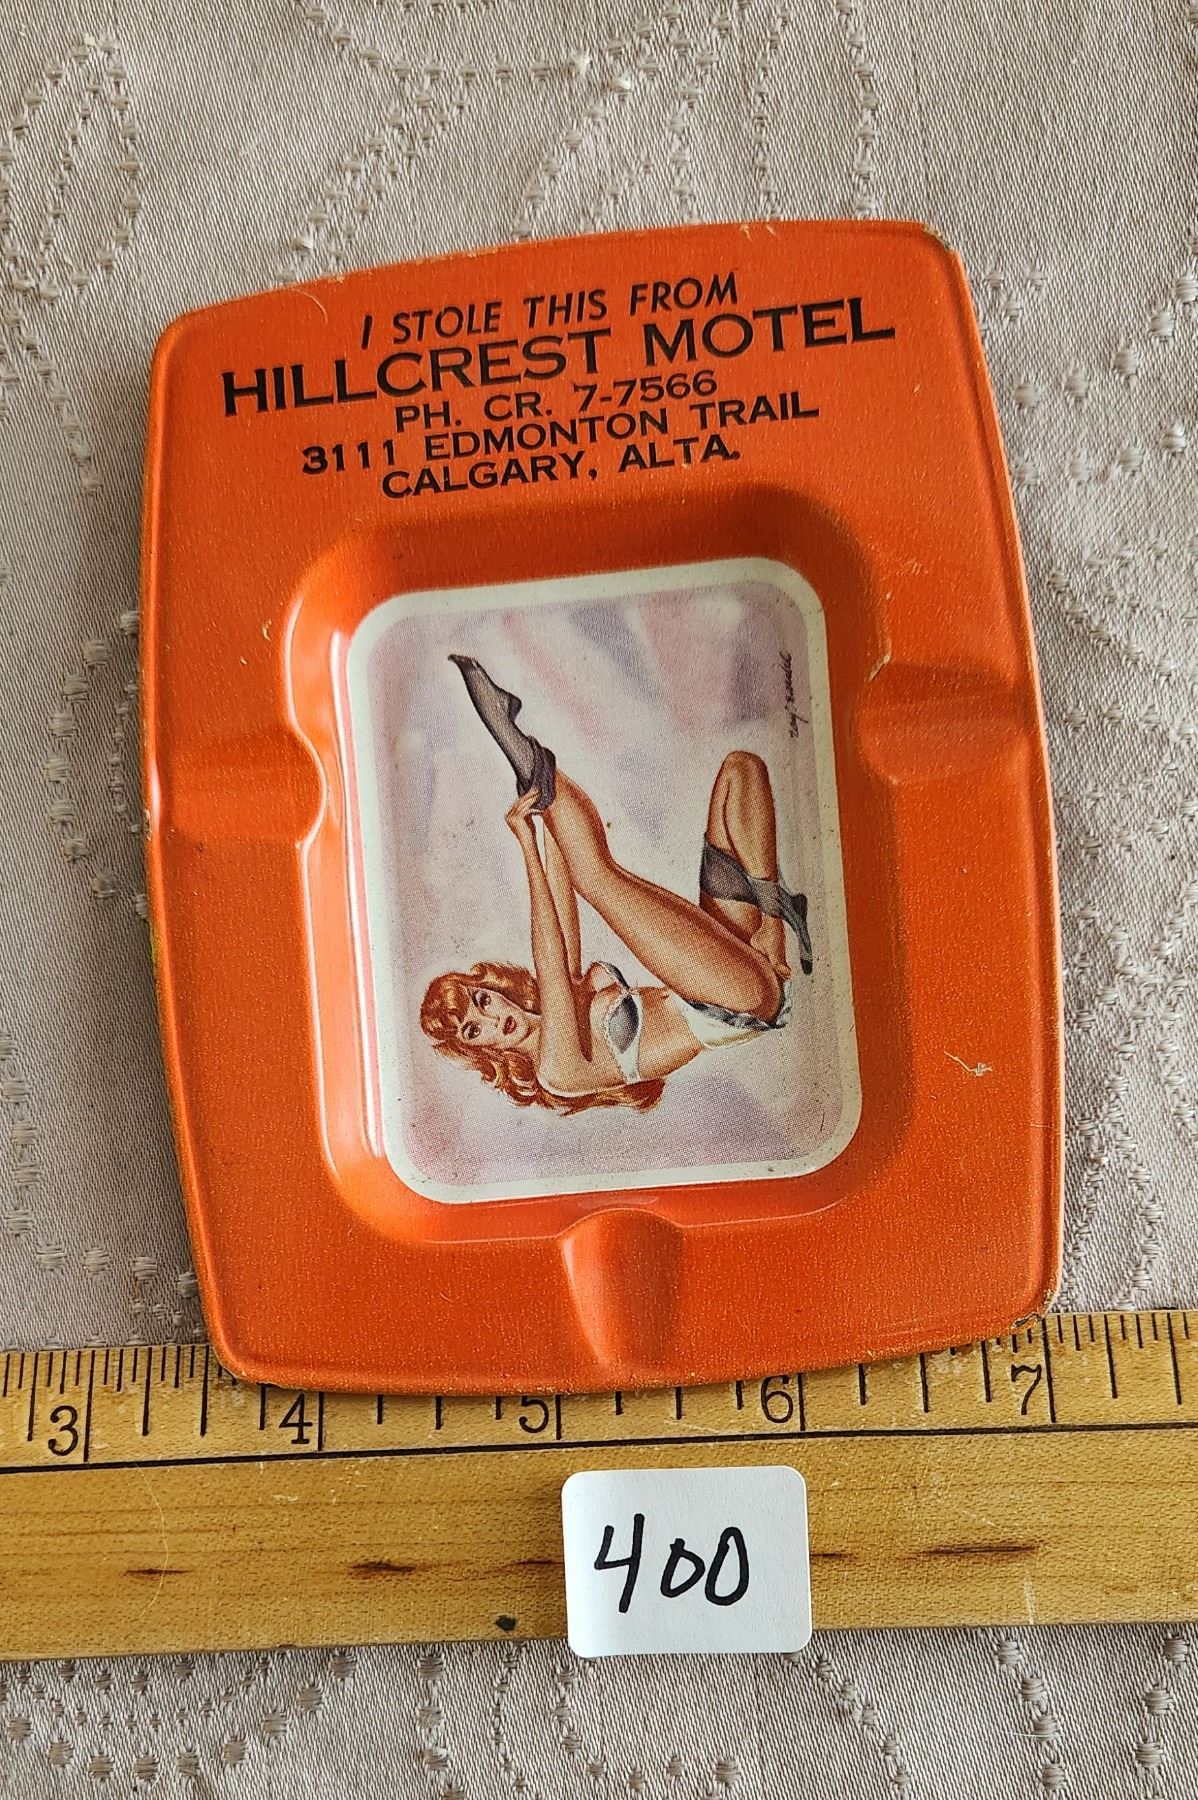 I STOLE THIS FROM
HILLCREST MOTEL
PH. CR. 7-7566
3111 EDMONTON TRAIL
CALGARY, ALTA.
3 4 5 6 7
400